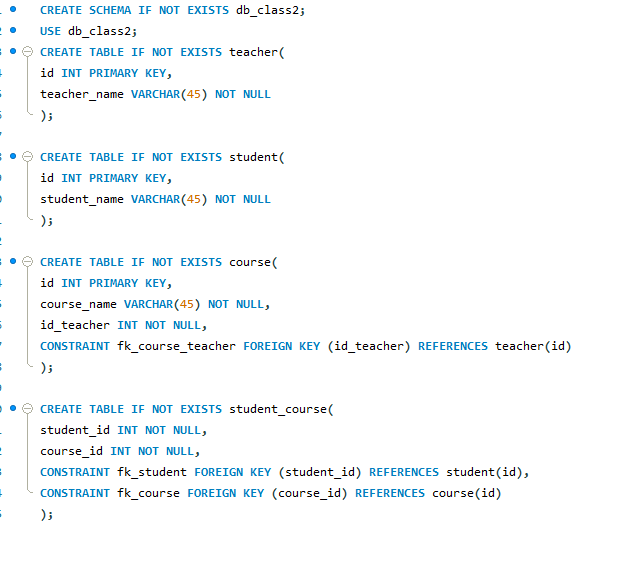 CREATE SCHEMA IF NOT EXISTS db_class2;
USE db_class2;
CREATE TABLE IF NOT EXISTS teacher(
id INT PRIMARY KEY,
teacher_name VARCHAR(45) NOT NULL
);
CREATE TABLE IF NOT EXISTS student(
id INT PRIMARY KEY,
student_name VARCHAR(45) NOT NULL
);
CREATE TABLE IF NOT EXISTS course(
id INT PRIMARY KEY,
course_name VARCHAR(45) NOT NULL,
id_teacher INT NOT NULL,
CONSTRAINT fk_course_teacher FOREIGN KEY (id_teacher) REFERENCES teacher(id)
);
CREATE TABLE IF NOT EXISTS student_course(
student_id INT NOT NULL,
course_id INT NOT NULL,
CONSTRAINT fk_student FOREIGN KEY (student_id) REFERENCES student(id),
CONSTRAINT fk_course FOREIGN KEY (course_id) REFERENCES course(id)
);